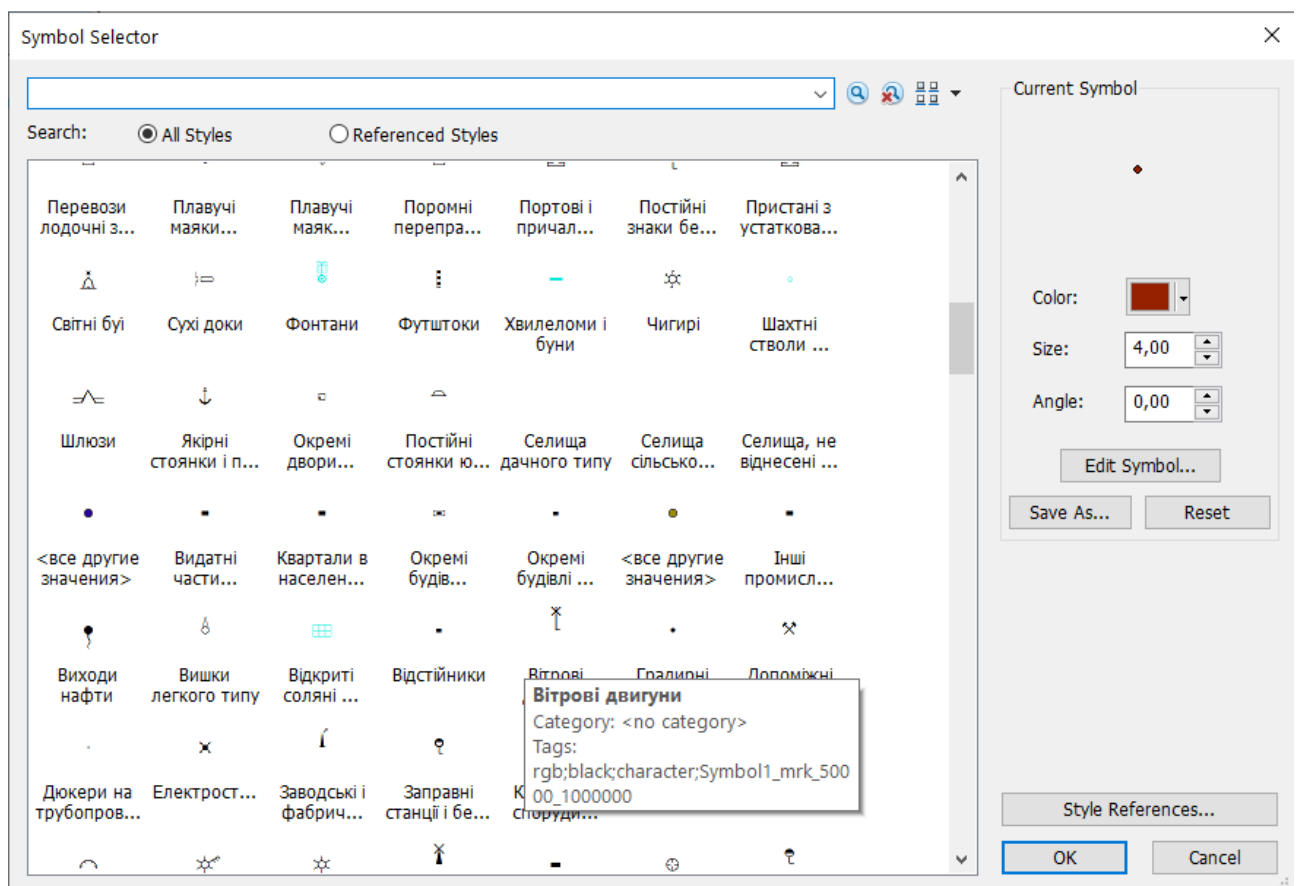 Symbol Selector
Search:
All Styles
Referenced Styles
Перевози Плавучі Плавучі Поромні Портові і Постійні Пристані з
лодочні з... маяки... маяк... перепра... причал... знаки бе... устаткова...
Світні буї Сухі доки Фонтани Футштоки Хвилеломи і Чигирі Шахтні
буни стволи ...
Шлюзи Якірні Окремі Постійні Селища Селища Селища, не
стоянки і п... двори... стоянки ю... дачного типу сільсько... віднесені ...
<все другие Видатні Квартали в Окремі Окремі <все другие Інші
значения> части... населен... будів... будівлі ... значения> промисл...
Виходи Вишки Відкриті Відстійники Вітрові Градирні Допоміжні
нафти легкого типу соляні ...
Вітрові двигуни
Category: <no category>
Tags:
rgb;black;character;Symbol1_mrk_500
00_1000000
Дюкери на Електрост... Заводські і Заправні
трубопров... фабрич... станції і бе... споруди...
Current Symbol
Color:
Size: 4,00
Angle: 0,00
Edit Symbol...
Save As... Reset
Style References...
OK Cancel